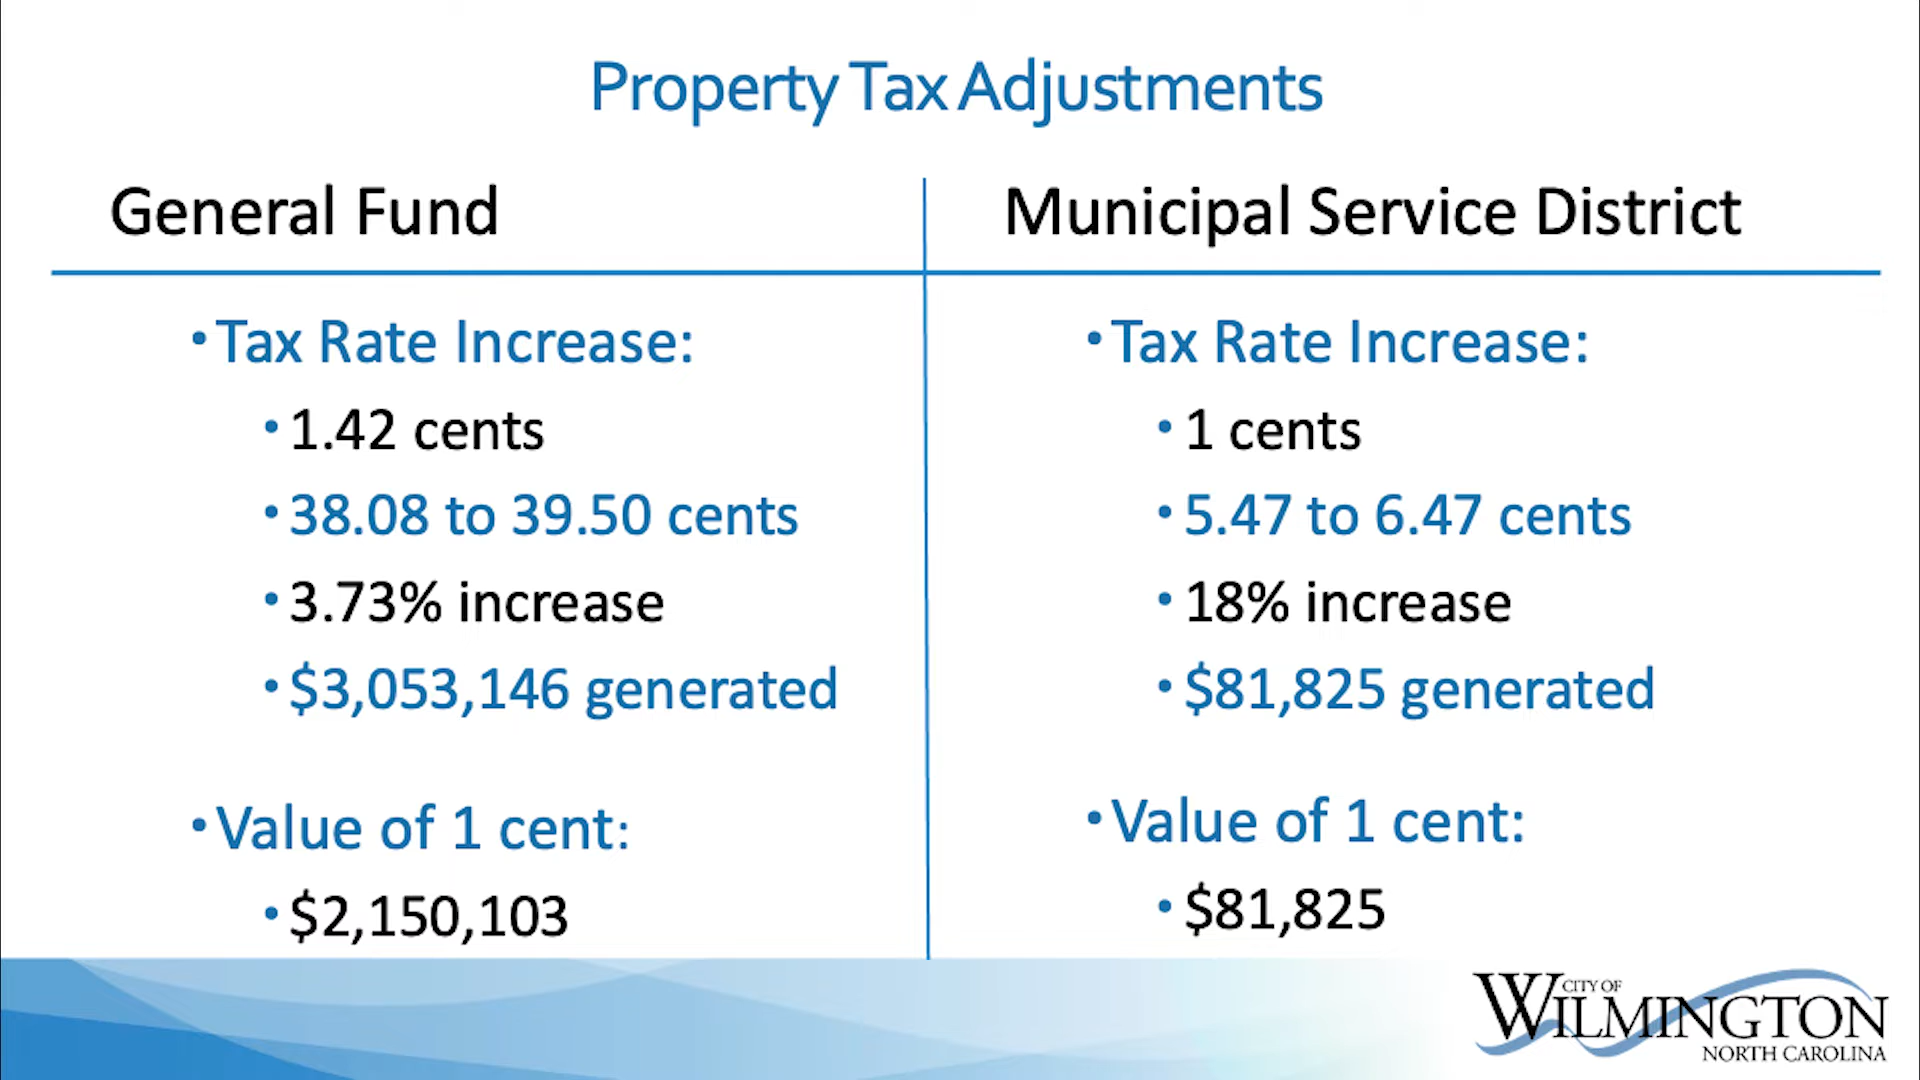 Property Tax Adjustments
General Fund
•Tax Rate Increase:
•1.42 cents
•38.08 to 39.50 cents
•3.73% increase
•$3,053,146 generated
•Value of 1 cent:
•$2,150,103
Municipal Service District
•Tax Rate Increase:
•1 cents
•5.47 to 6.47 cents
•18% increase
•$81,825 generated
•Value of 1 cent:
•$81,825
CITY OF
WILMINGTON
NORTH CAROLINA